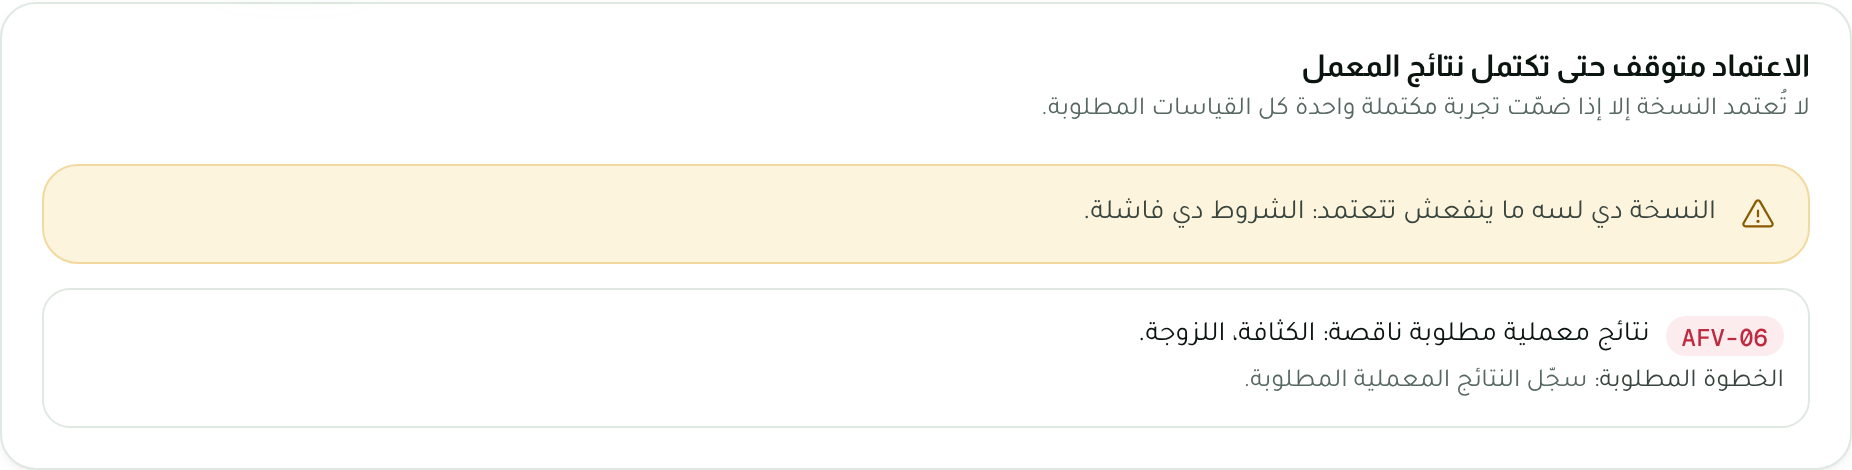 الاعتماد متوقف حتى تكتمل نتائج المعمل
لا تُعتمد النسخة إلا إذا ضمّت تجربة مكتملة واحدة كل القياسات المطلوبة.
النسخة دي لسه ما ينفعش تتعتمد: الشروط دي فاشلة.
AFV-06 نتائج معملية مطلوبة ناقصة: الكثافة، اللزوجة.
الخطوة المطلوبة: سجّل النتائج المعملية المطلوبة.